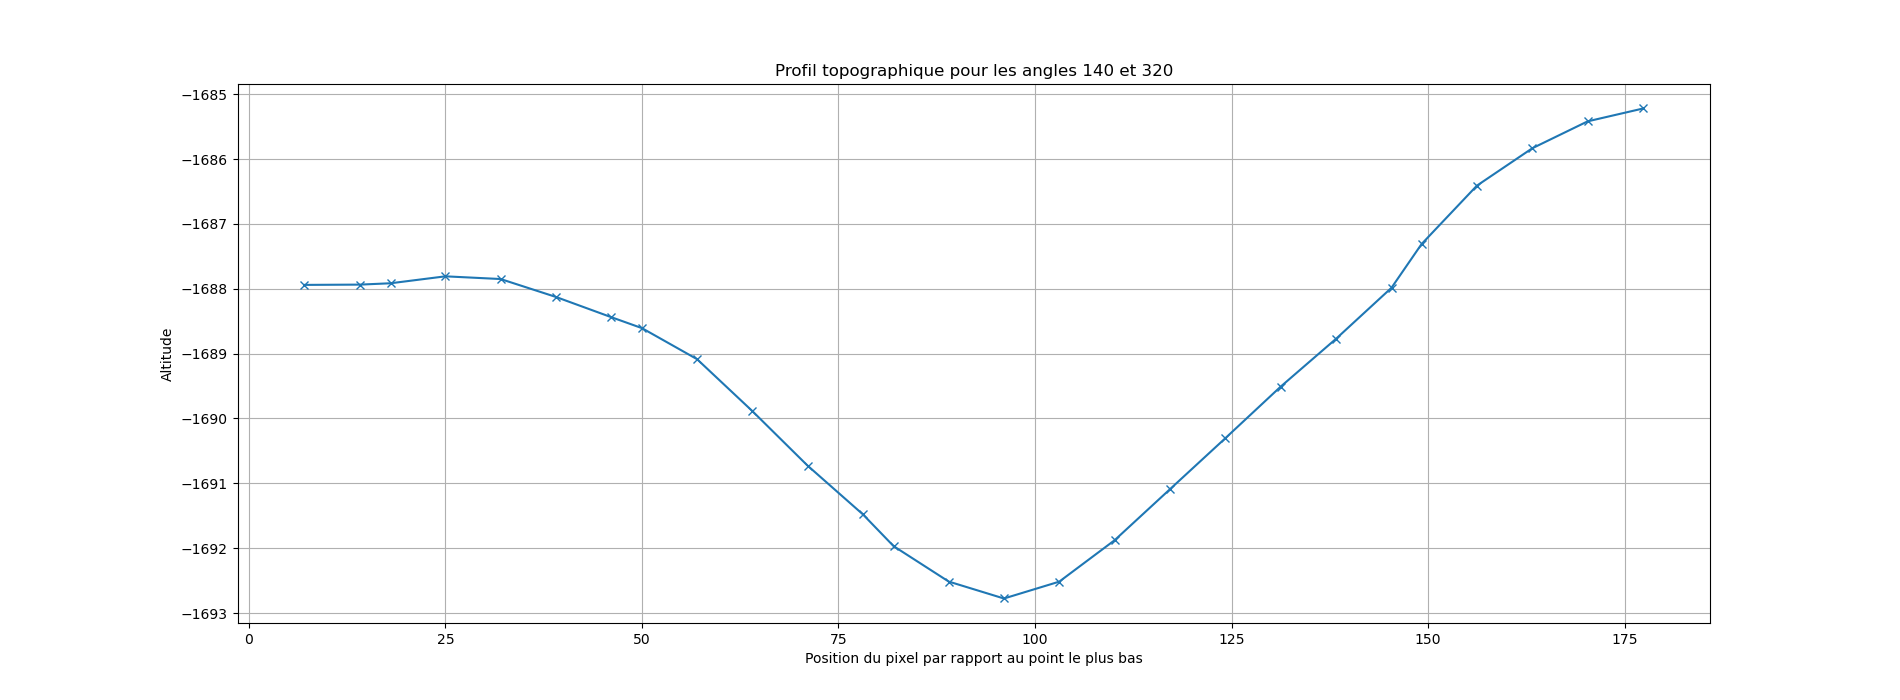 Profil topographique pour les angles 140 et 320
−1685
−1686
−1687
−1688
−1689
−1690
−1691
−1692
−1693
Altitude
0 25 50 75 100 125 150 175
Position du pixel par rapport au point le plus bas